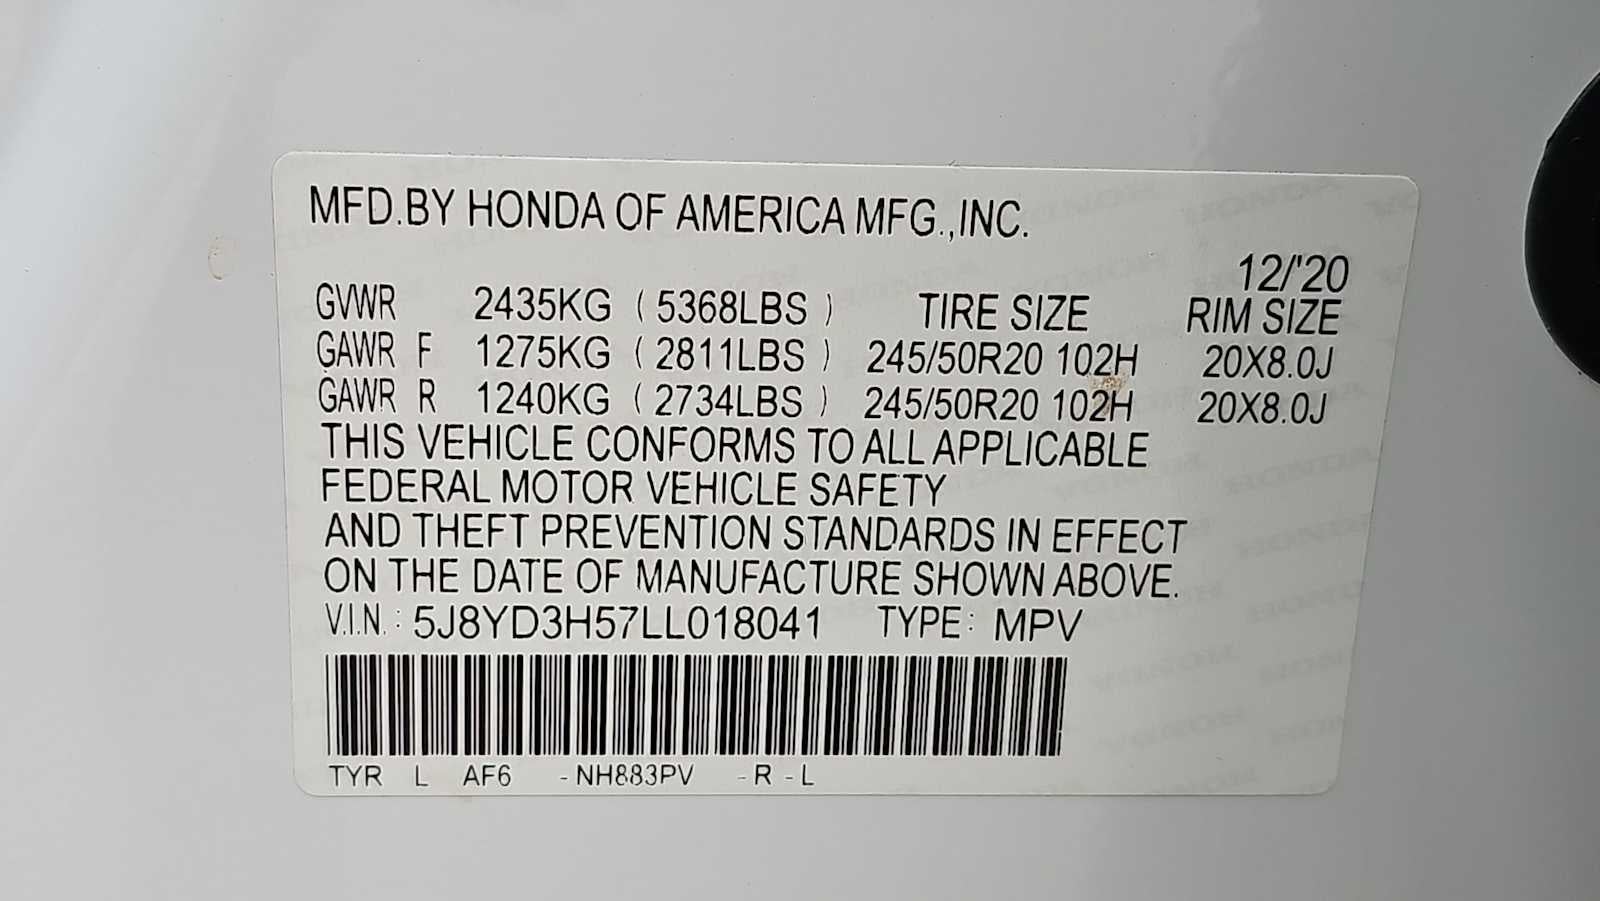 MFD.BY HONDA OF AMERICA MFG.,INC.
12/'20
GVWR 2435KG (5368LBS) TIRE SIZE RIM SIZE
GAWR F 1275KG (2811LBS) 245/50R20 102H 20X8.0J
GAWR R 1240KG (2734LBS) 245/50R20 102H 20X8.0J
THIS VEHICLE CONFORMS TO ALL APPLICABLE
FEDERAL MOTOR VEHICLE SAFETY
AND THEFT PREVENTION STANDARDS IN EFFECT
ON THE DATE OF MANUFACTURE SHOWN ABOVE.
V.I.N.: 5J8YD3H57LL018041 TYPE: MPV
TYR L AF6 -NH883PV -R -L